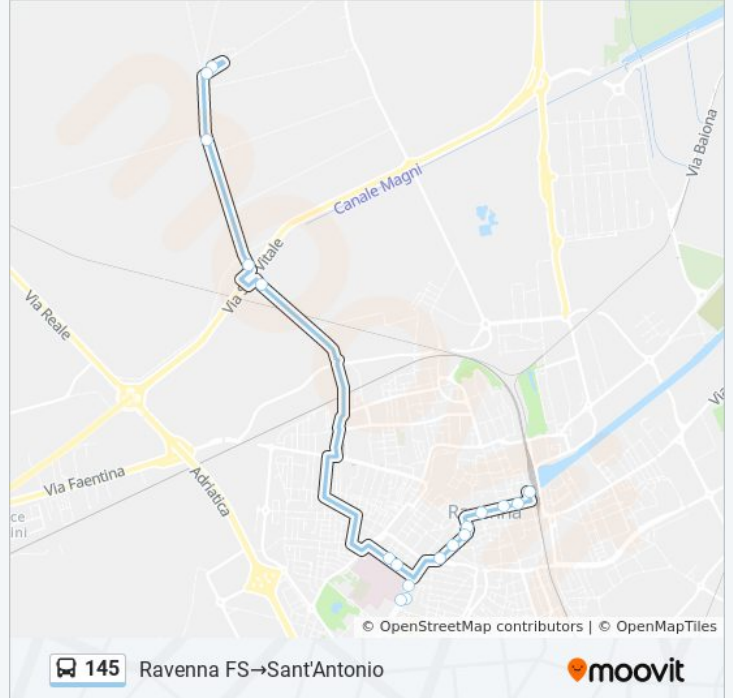 Via Baiona
Canale Magni
Via S Vitale
Via Reale
Via Faentina
Adriatica
Ravenna
© OpenStreetMap contributors | © OpenMapTiles
145 Ravenna FS→Sant'Antonio
moovit